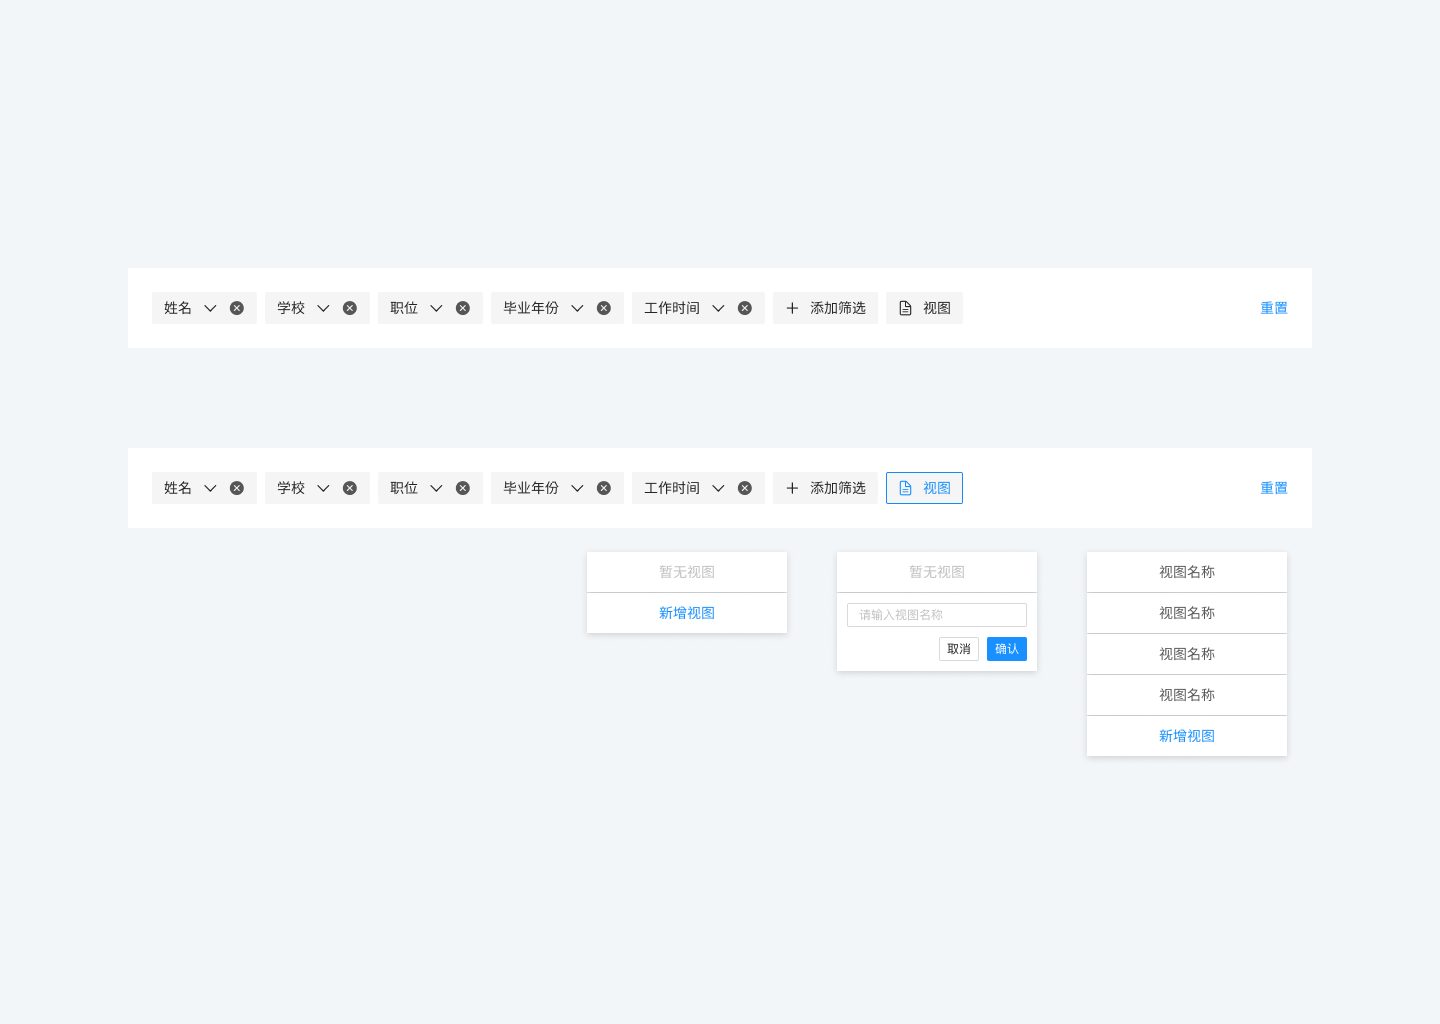 姓名 学校 职位 毕业年份 工作时间 添加筛选 视图 重置
姓名 学校 职位 毕业年份 工作时间 添加筛选 视图 重置
暂无视图
新增视图
暂无视图
请输入视图名称
取消 确认
视图名称
视图名称
视图名称
视图名称
新增视图